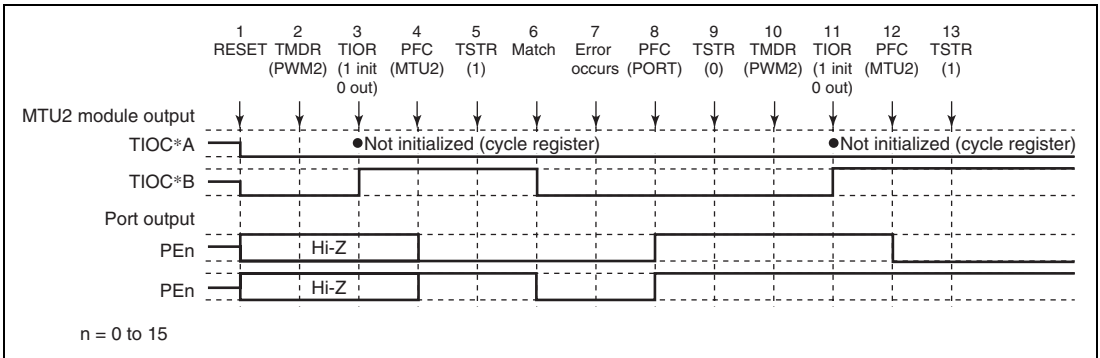 1 2 3 4 5 6 7 8 9 10 11 12 13
RESET TMDR TIOR PFC TSTR Match Error PFC TSTR TMDR TIOR PFC TSTR
(PWM2) (1 init (MTU2) (1) occurs (PORT) (0) (PWM2) (1 init (MTU2) (1)
0 out) 0 out)
MTU2 module output
TIOC*A ●Not initialized (cycle register) ●Not initialized (cycle register)
TIOC*B
Port output
PEn Hi-Z
PEn Hi-Z
n = 0 to 15